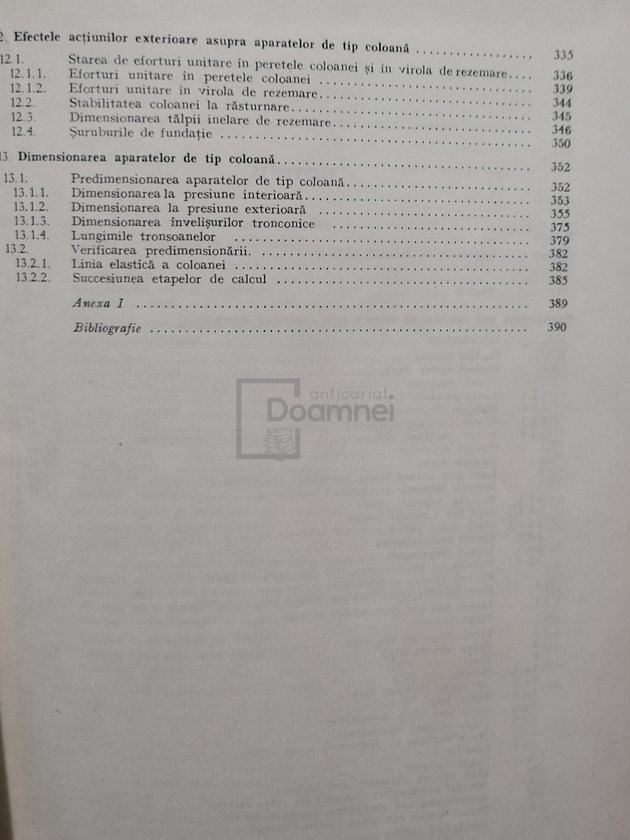 2. Efectele acțiunilor exterioare asupra aparatelor de tip coloană ................ 335
12.1. Starea de eforturi unitare în peretele coloanei și în virola de rezemare.... 336
12.1.1. Eforturi unitare în peretele coloanei .......................... 339
12.1.2. Eforturi unitare în virola de rezemare.......................... 344
12.2. Stabilitatea coloanei la răsturnare.............................. 345
12.3. Dimensionarea tălpii inelare de rezemare......................... 346
12.4. Șuruburile de fundație ........................................ 350
13. Dimensionarea aparatelor de tip coloană.................................. 352
13.1. Predimensionarea aparatelor de tip coloană........................ 352
13.1.1. Dimensionarea la presiune interioară............................. 353
13.1.2. Dimensionarea la presiune exterioară ............................ 355
13.1.3. Dimensionarea învelișurilor tronconice .......................... 375
13.1.4. Lungimile tronsoanelor ........................................ 379
13.2. Verificarea predimensionării. .................................... 382
13.2.1. Linia elastică a coloanei ....................................... 382
13.2.2. Succesiunea etapelor de calcul .................................. 385
Anexa I ..................................................... 389
Bibliografie .................................................. 390
anticariat
Doamnei